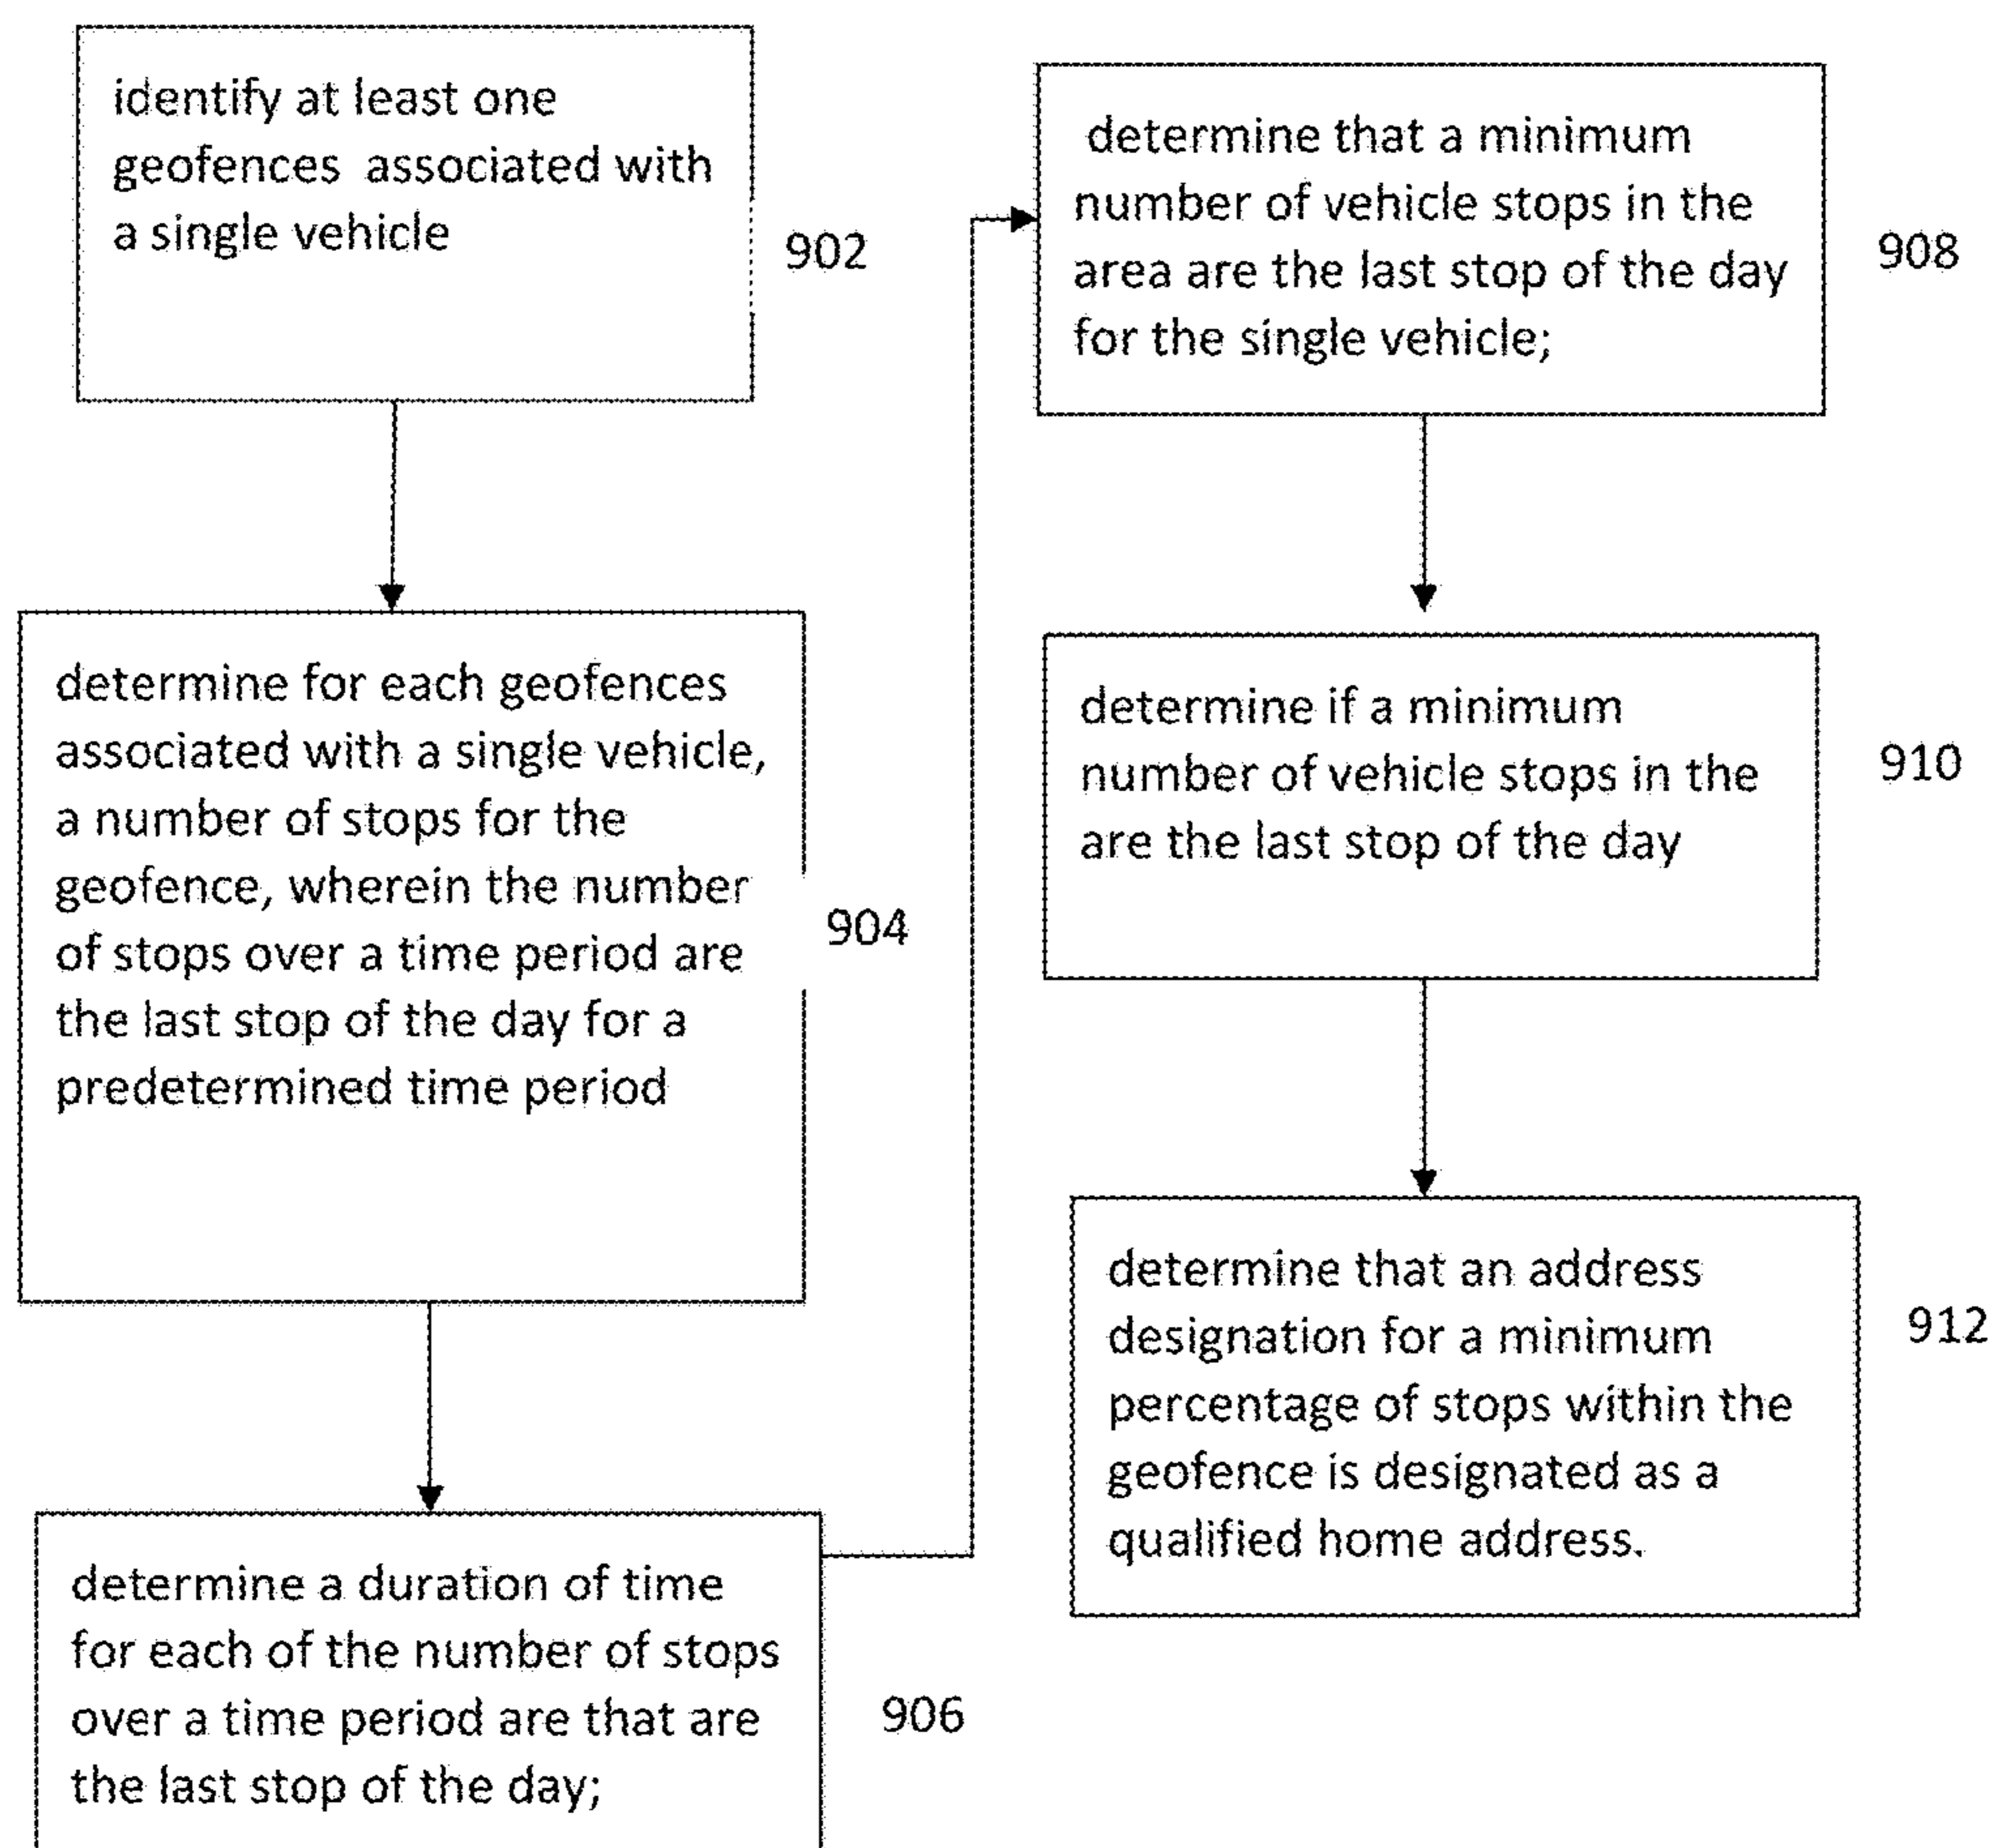 identify at least one
geofences associated with
a single vehicle
902
determine for each geofences
associated with a single vehicle,
a number of stops for the
geofence, wherein the number
of stops over a time period are
the last stop of the day for a
predetermined time period
904
determine a duration of time
for each of the number of stops
over a time period are that are
the last stop of the day;
906
determine that a minimum
number of vehicle stops in the
area are the last stop of the day
for the single vehicle;
908
determine if a minimum
number of vehicle stops in the
are the last stop of the day
910
determine that an address
designation for a minimum
percentage of stops within the
geofence is designated as a
qualified home address.
912